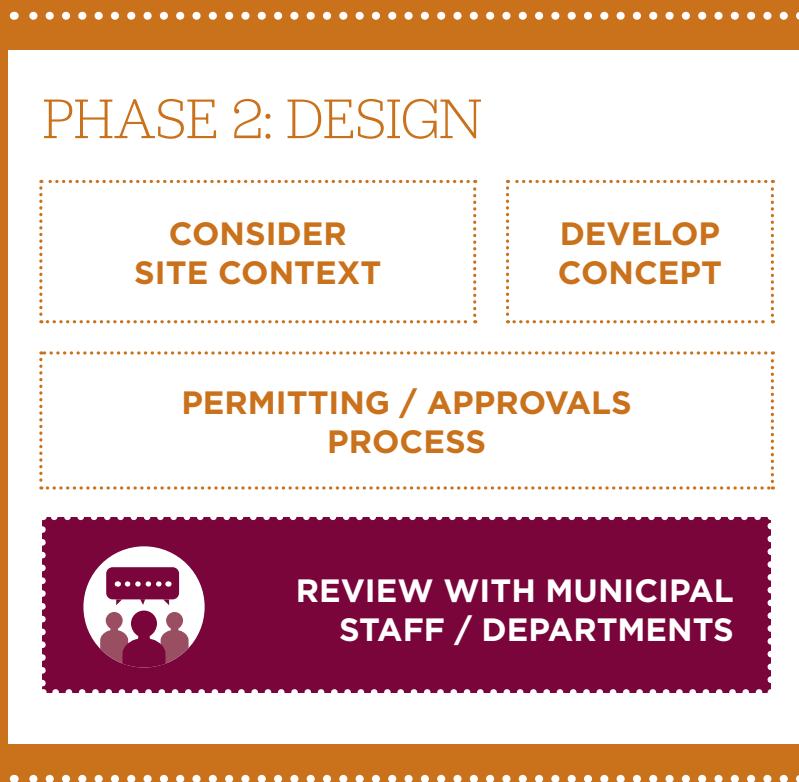 PHASE 2: DESIGN
CONSIDER
SITE CONTEXT
DEVELOP
CONCEPT
PERMITTING / APPROVALS
PROCESS
REVIEW WITH MUNICIPAL
STAFF / DEPARTMENTS